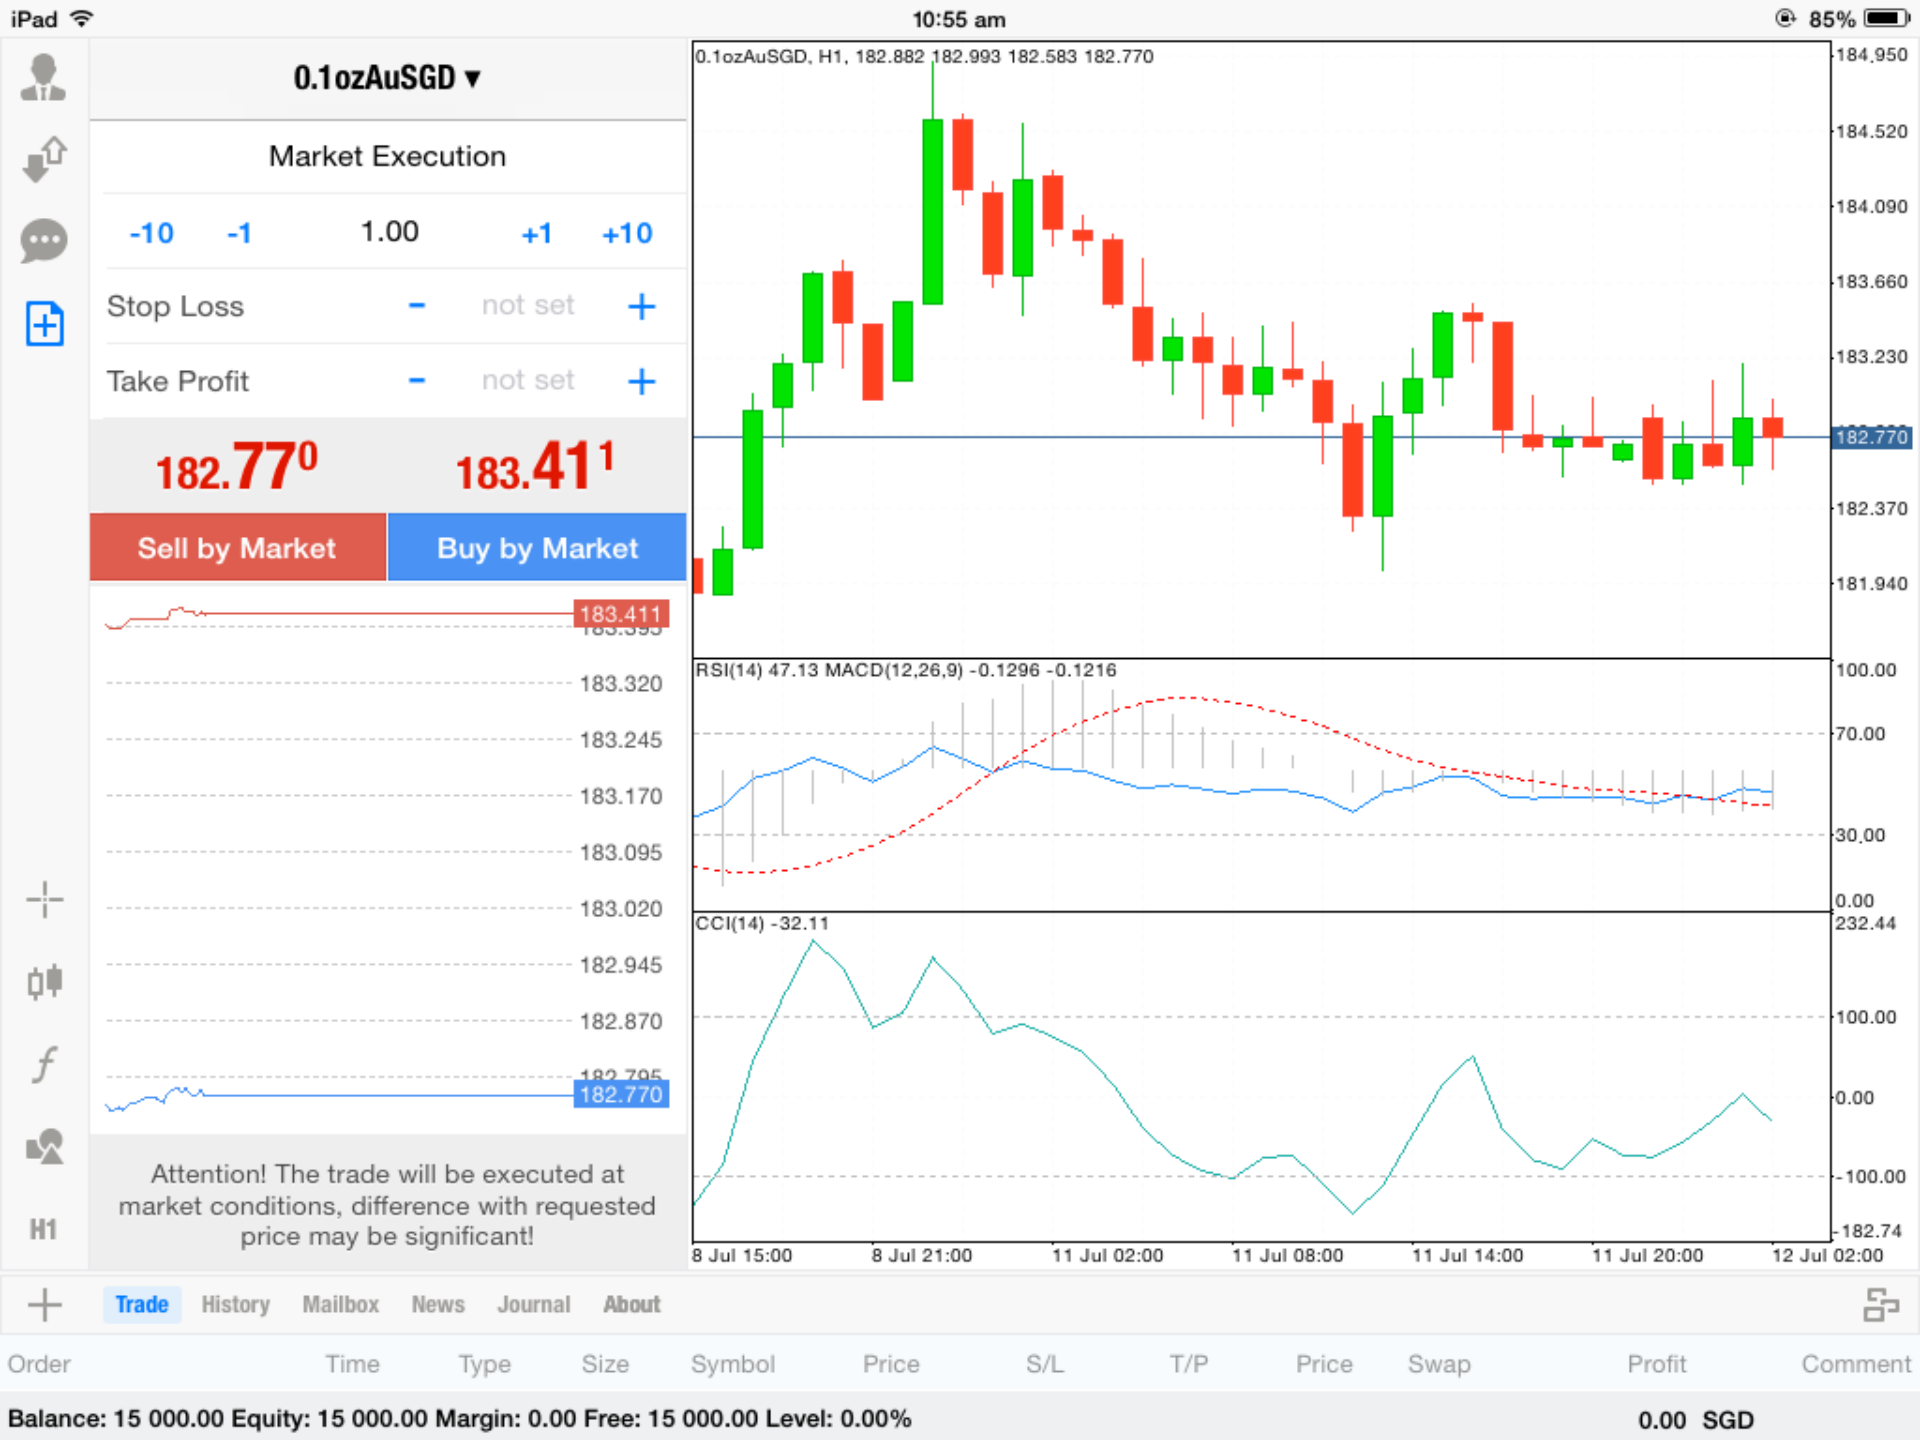 iPad 10:55 am 85%
0.1ozAuSGD ▼
Market Execution
-10 -1 1.00 +1 +10
Stop Loss - not set +
Take Profit - not set +
182.770 183.411
Sell by Market Buy by Market
183.411
183.395
183.320
183.245
183.170
183.095
183.020
182.945
182.870
182.795
182.770
Attention! The trade will be executed at
market conditions, difference with requested
price may be significant!
H1
0.1ozAuSGD, H1, 182.882 182.993 182.583 182.770
184.950
184.520
184.090
183.660
183.230
182.770
182.370
181.940
RSI(14) 47.13 MACD(12,26,9) -0.1296 -0.1216
100.00
70.00
30.00
0.00
CCI(14) -32.11
232.44
100.00
0.00
-100.00
-182.74
8 Jul 15:00 8 Jul 21:00 11 Jul 02:00 11 Jul 08:00 11 Jul 14:00 11 Jul 20:00 12 Jul 02:00
Trade History Mailbox News Journal About
Order Time Type Size Symbol Price S/L T/P Price Swap Profit Comment
Balance: 15 000.00 Equity: 15 000.00 Margin: 0.00 Free: 15 000.00 Level: 0.00% 0.00 SGD